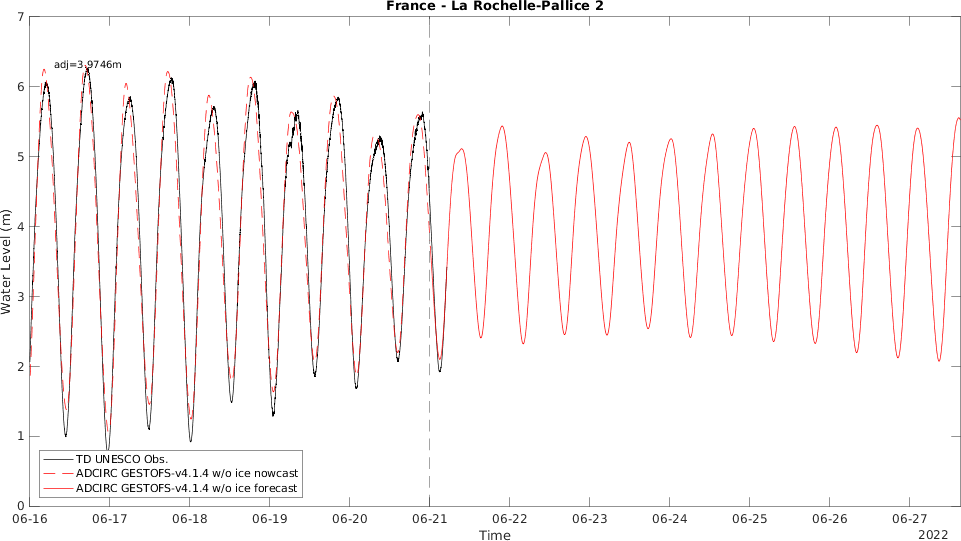 France - La Rochelle-Pallice 2
7
adj=3.9746m
6
5
4
3
2
1
0
Water Level (m)
TD UNESCO Obs.
ADCIRC GESTOFS-v4.1.4 w/o ice nowcast
ADCIRC GESTOFS-v4.1.4 w/o ice forecast
06-16 06-17 06-18 06-19 06-20 06-21 06-22 06-23 06-24 06-25 06-26 06-27
Time
2022